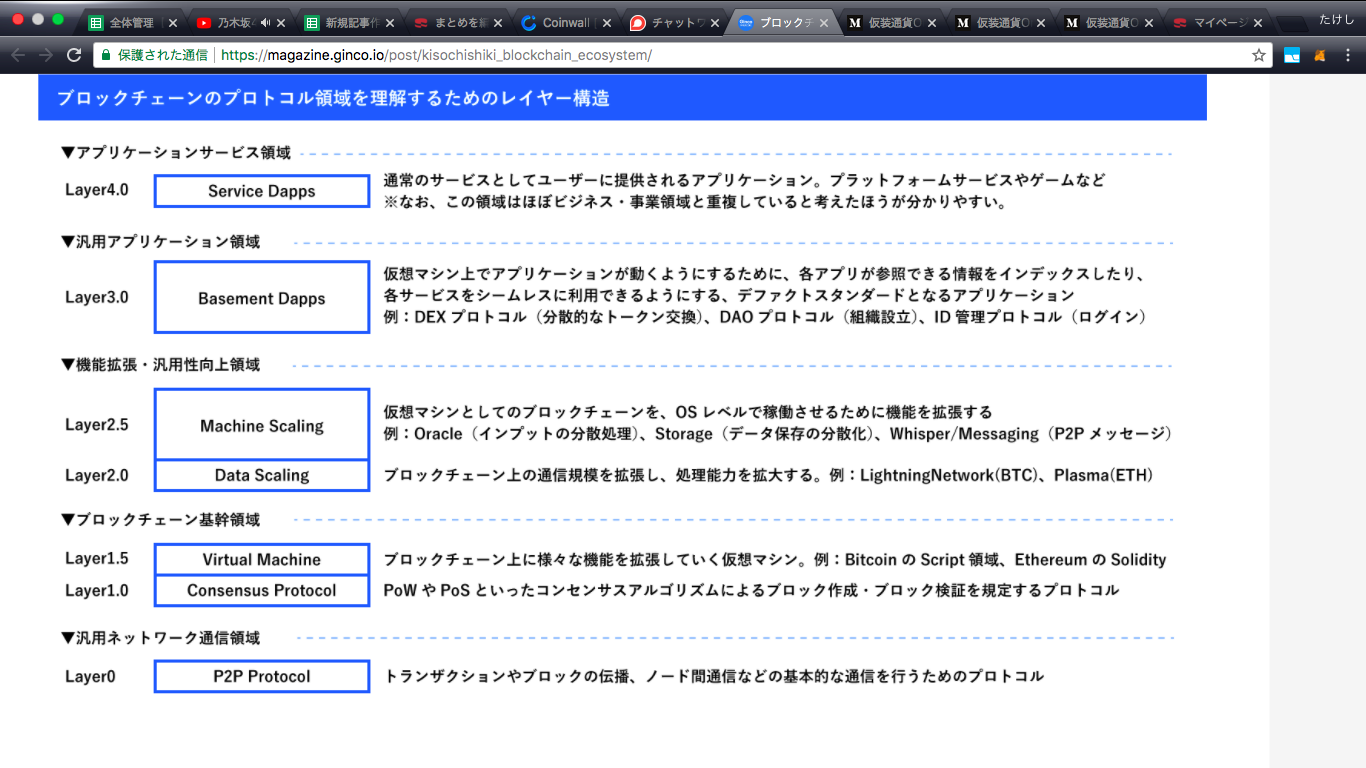 全体管理
乃木坂4
新規記事作
まとめを編
Coinwall
チャットワ
ブロックチ
仮装通貨O
仮装通貨O
仮装通貨O
マイページ
たけし
保護された通信 https://magazine.ginco.io/post/kisochishiki_blockchain_ecosystem/
ブロックチェーンのプロトコル領域を理解するためのレイヤー構造
▼アプリケーションサービス領域
Layer4.0 Service Dapps 通常のサービスとしてユーザーに提供されるアプリケーション。プラットフォームサービスやゲームなど
※なお、この領域はほぼビジネス・事業領域と重複していると考えたほうが分かりやすい。
▼汎用アプリケーション領域
Layer3.0 Basement Dapps 仮想マシン上でアプリケーションが動くようにするために、各アプリが参照できる情報をインデックスしたり、
各サービスをシームレスに利用できるようにする、デファクトスタンダードとなるアプリケーション
例：DEX プロトコル（分散的なトークン交換）、DAO プロトコル（組織設立）、ID 管理プロトコル（ログイン）
▼機能拡張・汎用性向上領域
Layer2.5 Machine Scaling 仮想マシンとしてのブロックチェーンを、OS レベルで稼働させるために機能を拡張する
例：Oracle（インプットの分散処理）、Storage（データ保存の分散化）、Whisper/Messaging（P2P メッセージ）
Layer2.0 Data Scaling ブロックチェーン上の通信規模を拡張し、処理能力を拡大する。例：LightningNetwork(BTC)、Plasma(ETH)
▼ブロックチェーン基幹領域
Layer1.5 Virtual Machine ブロックチェーン上に様々な機能を拡張していく仮想マシン。例：Bitcoin の Script 領域、Ethereum の Solidity
Layer1.0 Consensus Protocol PoW や PoS といったコンセンサスアルゴリズムによるブロック作成・ブロック検証を規定するプロトコル
▼汎用ネットワーク通信領域
Layer0 P2P Protocol トランザクションやブロックの伝播、ノード間通信などの基本的な通信を行うためのプロトコル